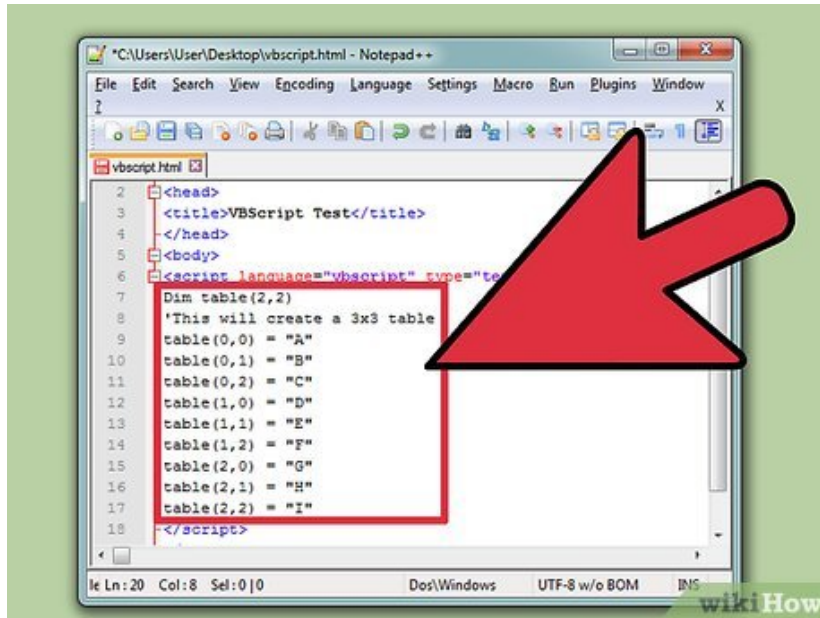 *C:\Users\User\Desktop\vbscript.html - Notepad++
File Edit Search View Encoding Language Settings Macro Run Plugins Window
? X
vbscript.html
2 <head>
3 <title>VBScript Test</title>
4 </head>
5 <body>
6 <script language="vbscript" type="te
7 Dim table(2,2)
8 'This will create a 3x3 table
9 table(0,0) = "A"
10 table(0,1) = "B"
11 table(0,2) = "C"
12 table(1,0) = "D"
13 table(1,1) = "E"
14 table(1,2) = "F"
15 table(2,0) = "G"
16 table(2,1) = "H"
17 table(2,2) = "I"
18 </script>
le Ln : 20 Col : 8 Sel : 0 | 0 Dos\Windows UTF-8 w/o BOM INS
wikiHow